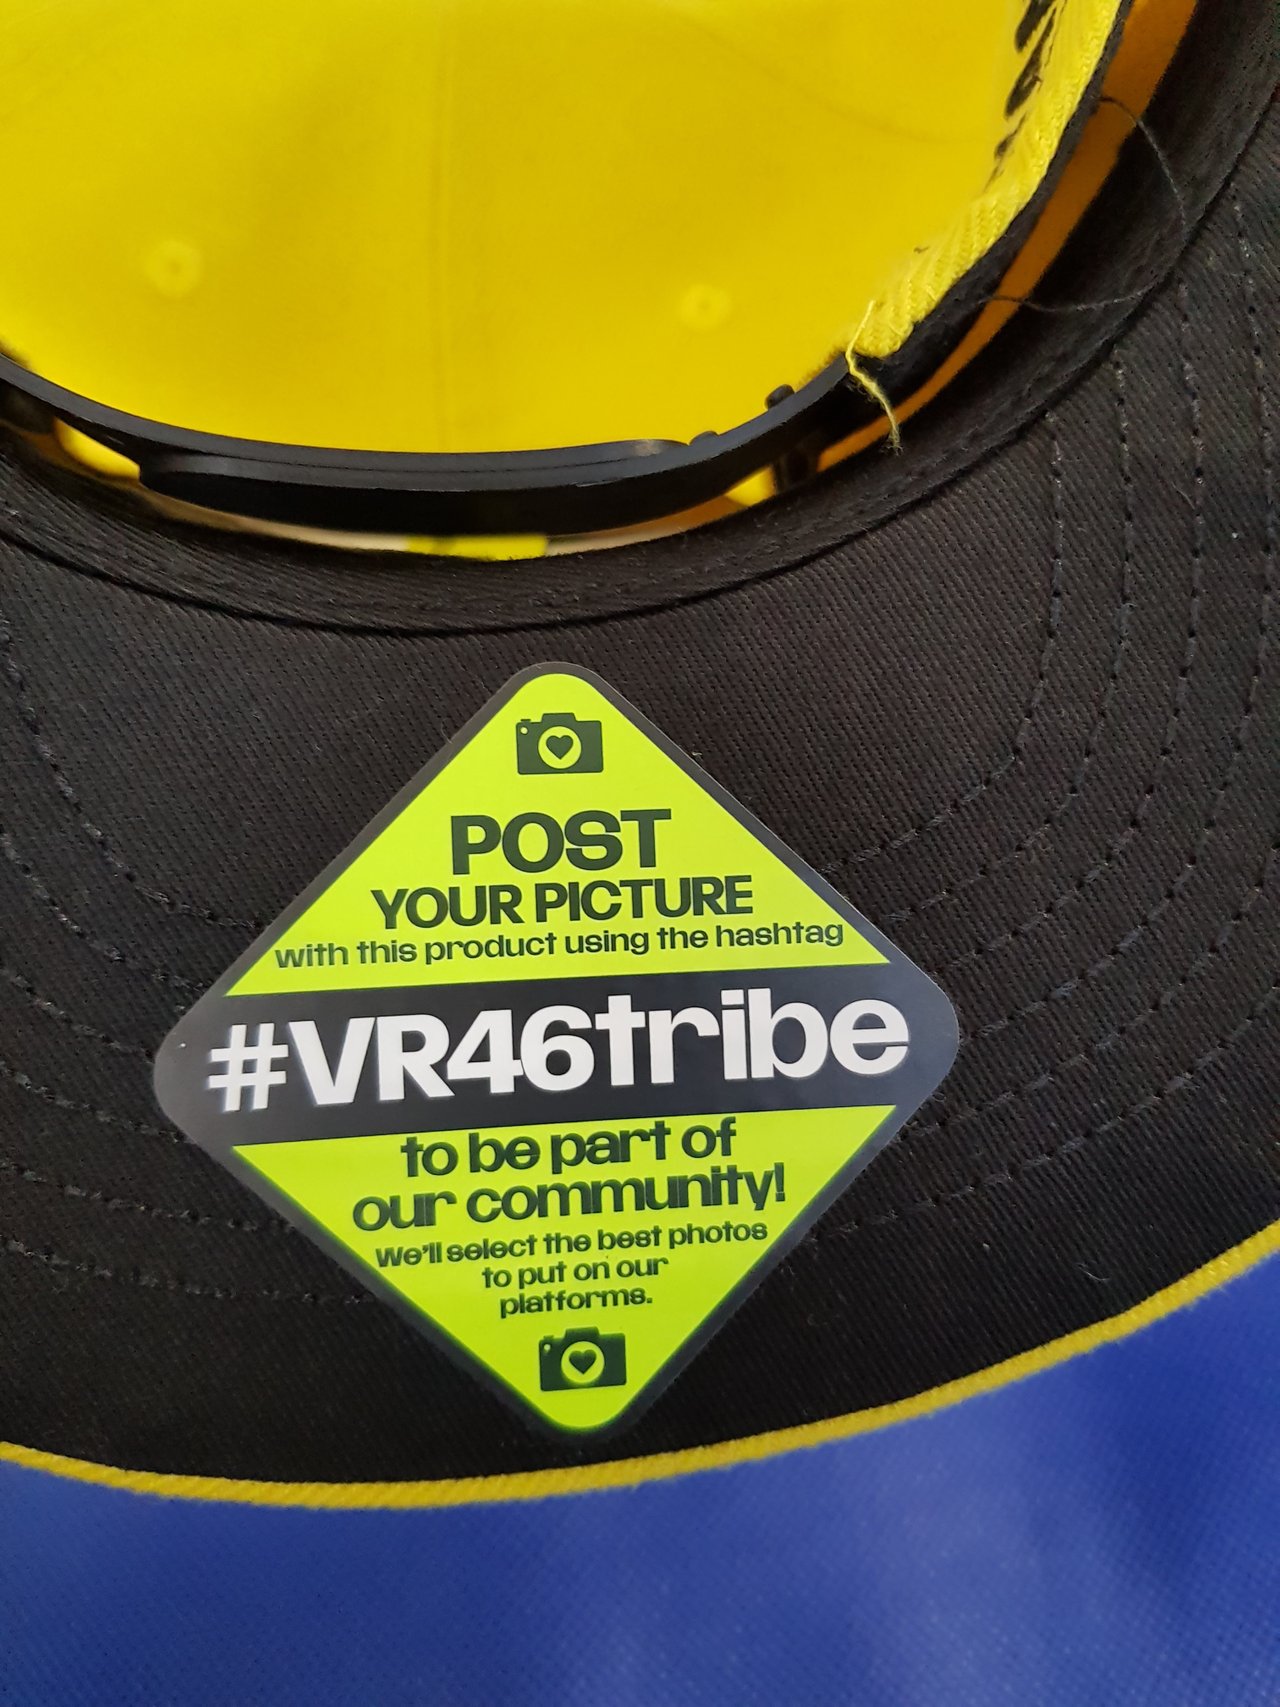 POST
YOUR PICTURE
with this product using the hashtag
#VR46tribe
to be part of
our community!
We'll select the best photos
to put on our
platforms.